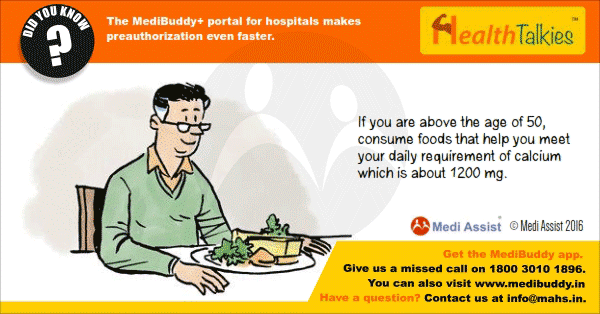 DID YOU KNOW
?
The MediBuddy+ portal for hospitals makes
preauthorization even faster.
HealthTalkies
TM
If you are above the age of 50,
consume foods that help you meet
your daily requirement of calcium
which is about 1200 mg.
Medi Assist © Medi Assist 2016
Get the MediBuddy app.
Give us a missed call on 1800 3010 1896.
You can also visit www.medibuddy.in
Have a question? Contact us at info@mahs.in.